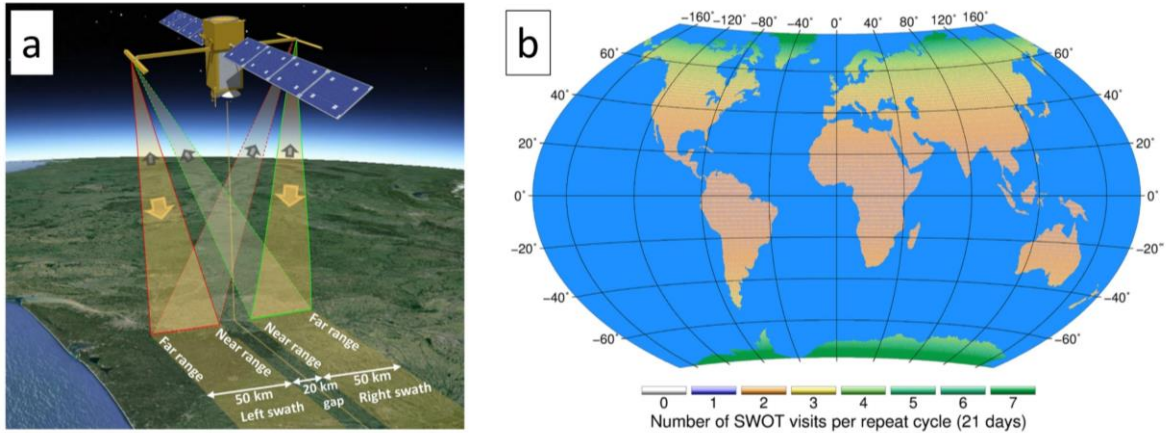 a
Far range
Near range
Near range
Far range
50 km
20 km
50 km
Left swath
gap
Right swath
b
−160° −120° −80° −40° 0° 40° 80° 120° 160°
60° 60°
40° 40°
20° 20°
0° 0°
−20° −20°
−40° −40°
−60° −60°
0 1 2 3 4 5 6 7
Number of SWOT visits per repeat cycle (21 days)